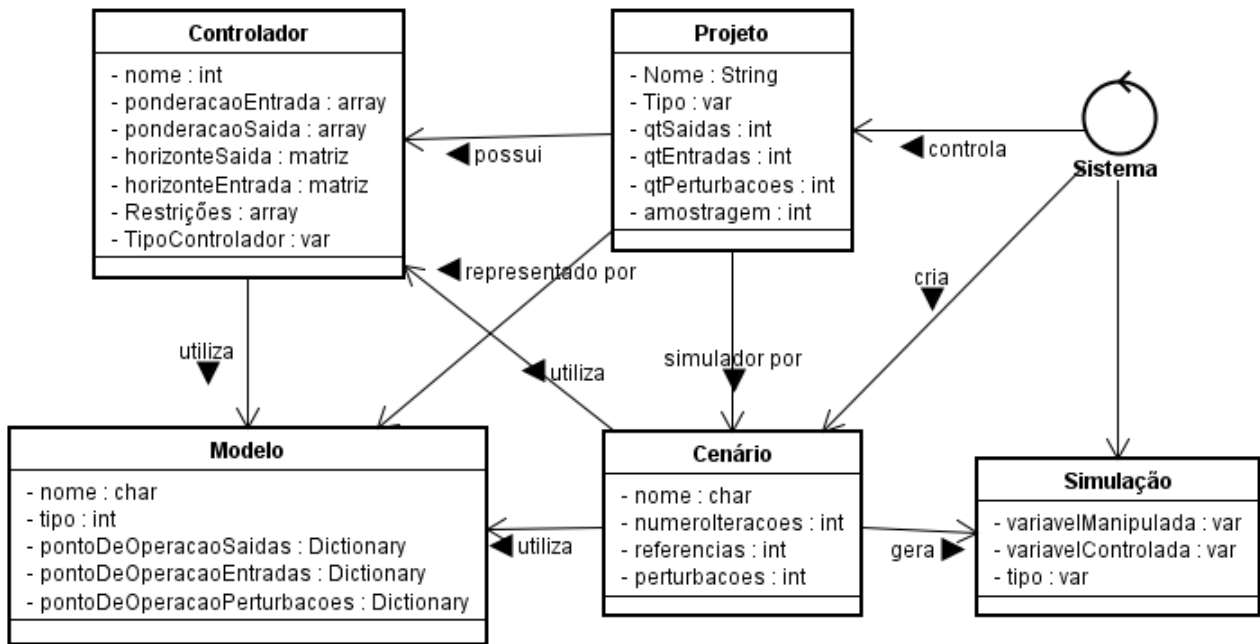 Controlador
- nome : int
- ponderacaoEntrada : array
- ponderacaoSaida : array
- horizonteSaida : matriz
- horizonteEntrada : matriz
- Restrições : array
- TipoControlador : var
Projeto
- Nome : String
- Tipo : var
- qtSaidas : int
- qtEntradas : int
- qtPerturbacoes : int
- amostragem : int
Sistema
possui
controla
representado por
cria
utiliza
utiliza
simulador por
Modelo
- nome : char
- tipo : int
- pontoDeOperacaoSaidas : Dictionary
- pontoDeOperacaoEntradas : Dictionary
- pontoDeOperacaoPerturbacoes : Dictionary
utiliza
Cenário
- nome : char
- numeroIteracoes : int
- referencias : int
- perturbacoes : int
gera
Simulação
- variavelManipulada : var
- variavelControlada : var
- tipo : var